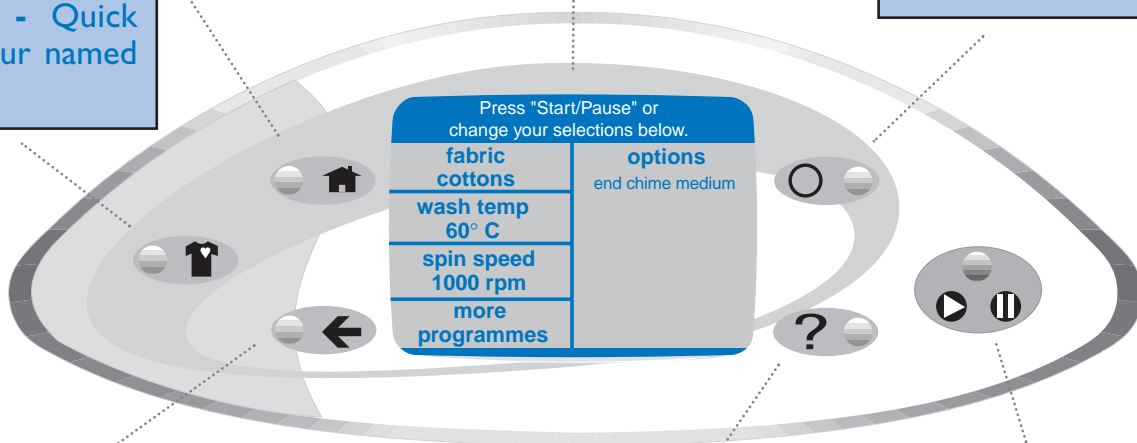 - Quick
ur named
Press "Start/Pause" or
change your selections below.
fabric
cottons
wash temp
60° C
spin speed
1000 rpm
more
programmes
options
end chime medium
?